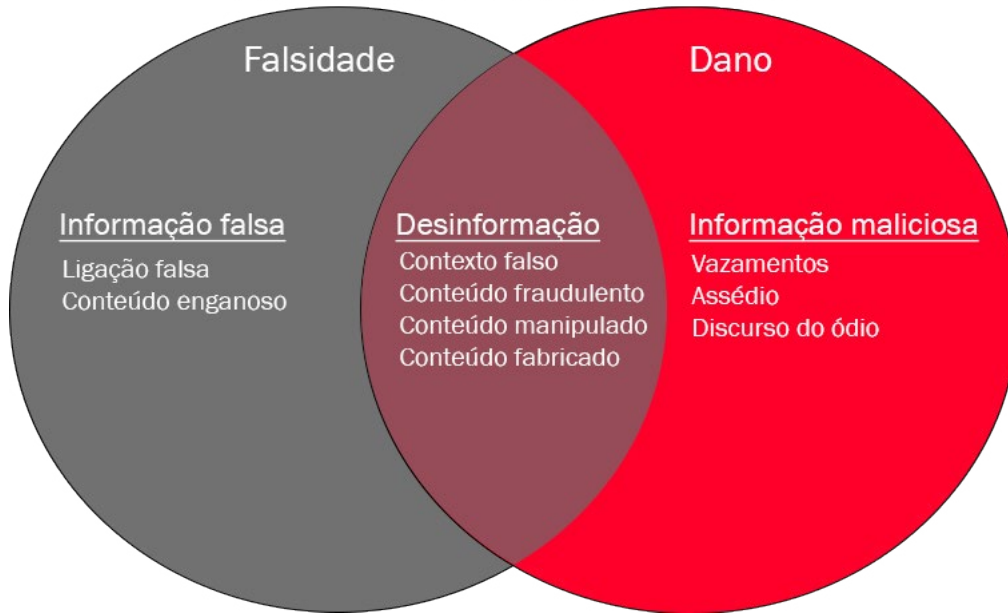 Falsidade
Dano
Informação falsa
Ligação falsa
Conteúdo enganoso
Desinformação
Contexto falso
Conteúdo fraudulento
Conteúdo manipulado
Conteúdo fabricado
Informação maliciosa
Vazamentos
Assédio
Discurso do ódio